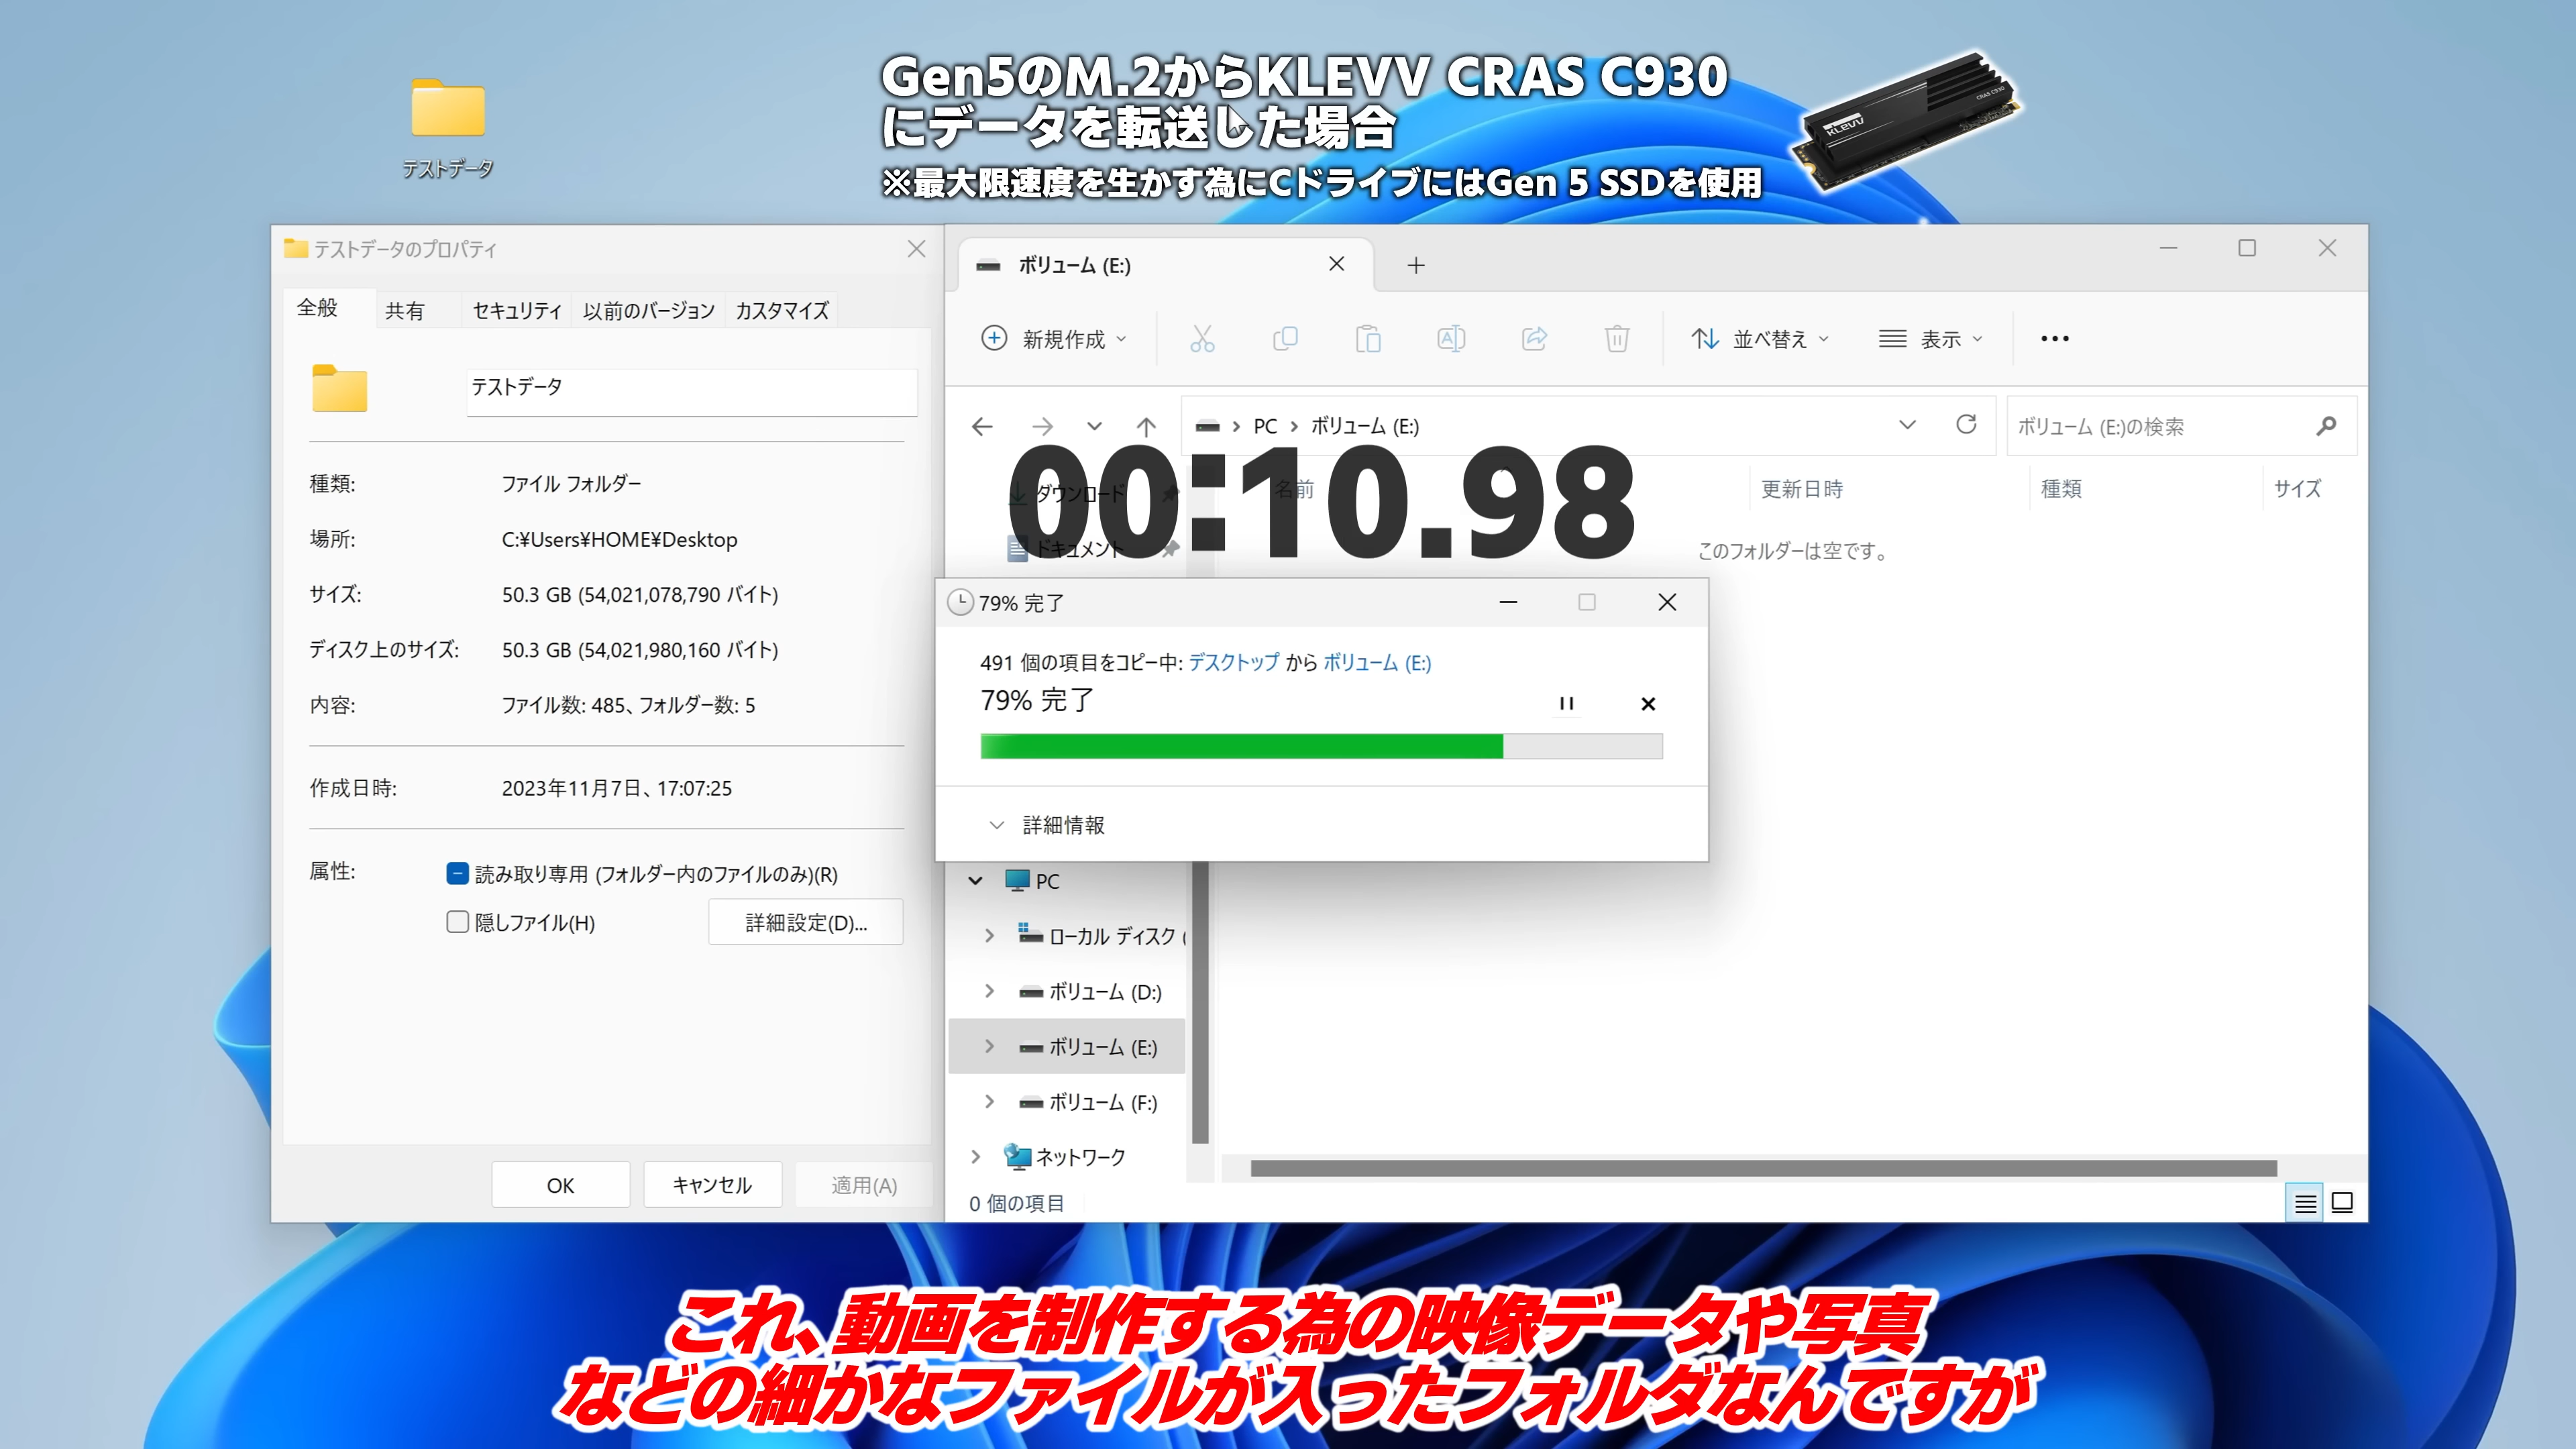 Gen5のM.2からKLEVV CRAS C930
にデータを転送した場合
※最大限速度を生かす為にCドライブにはGen 5 SSDを使用
KLEVV
CRAS C930
テストデータ
テストデータのプロパティ
全般 共有 セキュリティ 以前のバージョン カスタマイズ
テストデータ
種類: ファイル フォルダー
場所: C:¥Users¥HOME¥Desktop
サイズ: 50.3 GB (54,021,078,790 バイト)
ディスク上のサイズ: 50.3 GB (54,021,980,160 バイト)
内容: ファイル数: 485、フォルダー数: 5
作成日時: 2023年11月7日、17:07:25
属性: 読み取り専用 (フォルダー内のファイルのみ)(R)
隠しファイル(H) 詳細設定(D)...
OK キャンセル 適用(A)
ボリューム (E:)
新規作成 並べ替え 表示
PC ボリューム (E:)
ボリューム (E:)の検索
ダウンロード
ドキュメント
名前 更新日時 種類 サイズ
このフォルダーは空です。
00:10.98
79% 完了
491 個の項目をコピー中: デスクトップ から ボリューム (E:)
79% 完了
詳細情報
PC
ローカル ディスク (
ボリューム (D:)
ボリューム (E:)
ボリューム (F:)
ネットワーク
0 個の項目
これ、動画を制作する為の映像データや写真
などの細かなファイルが入ったフォルダなんですが